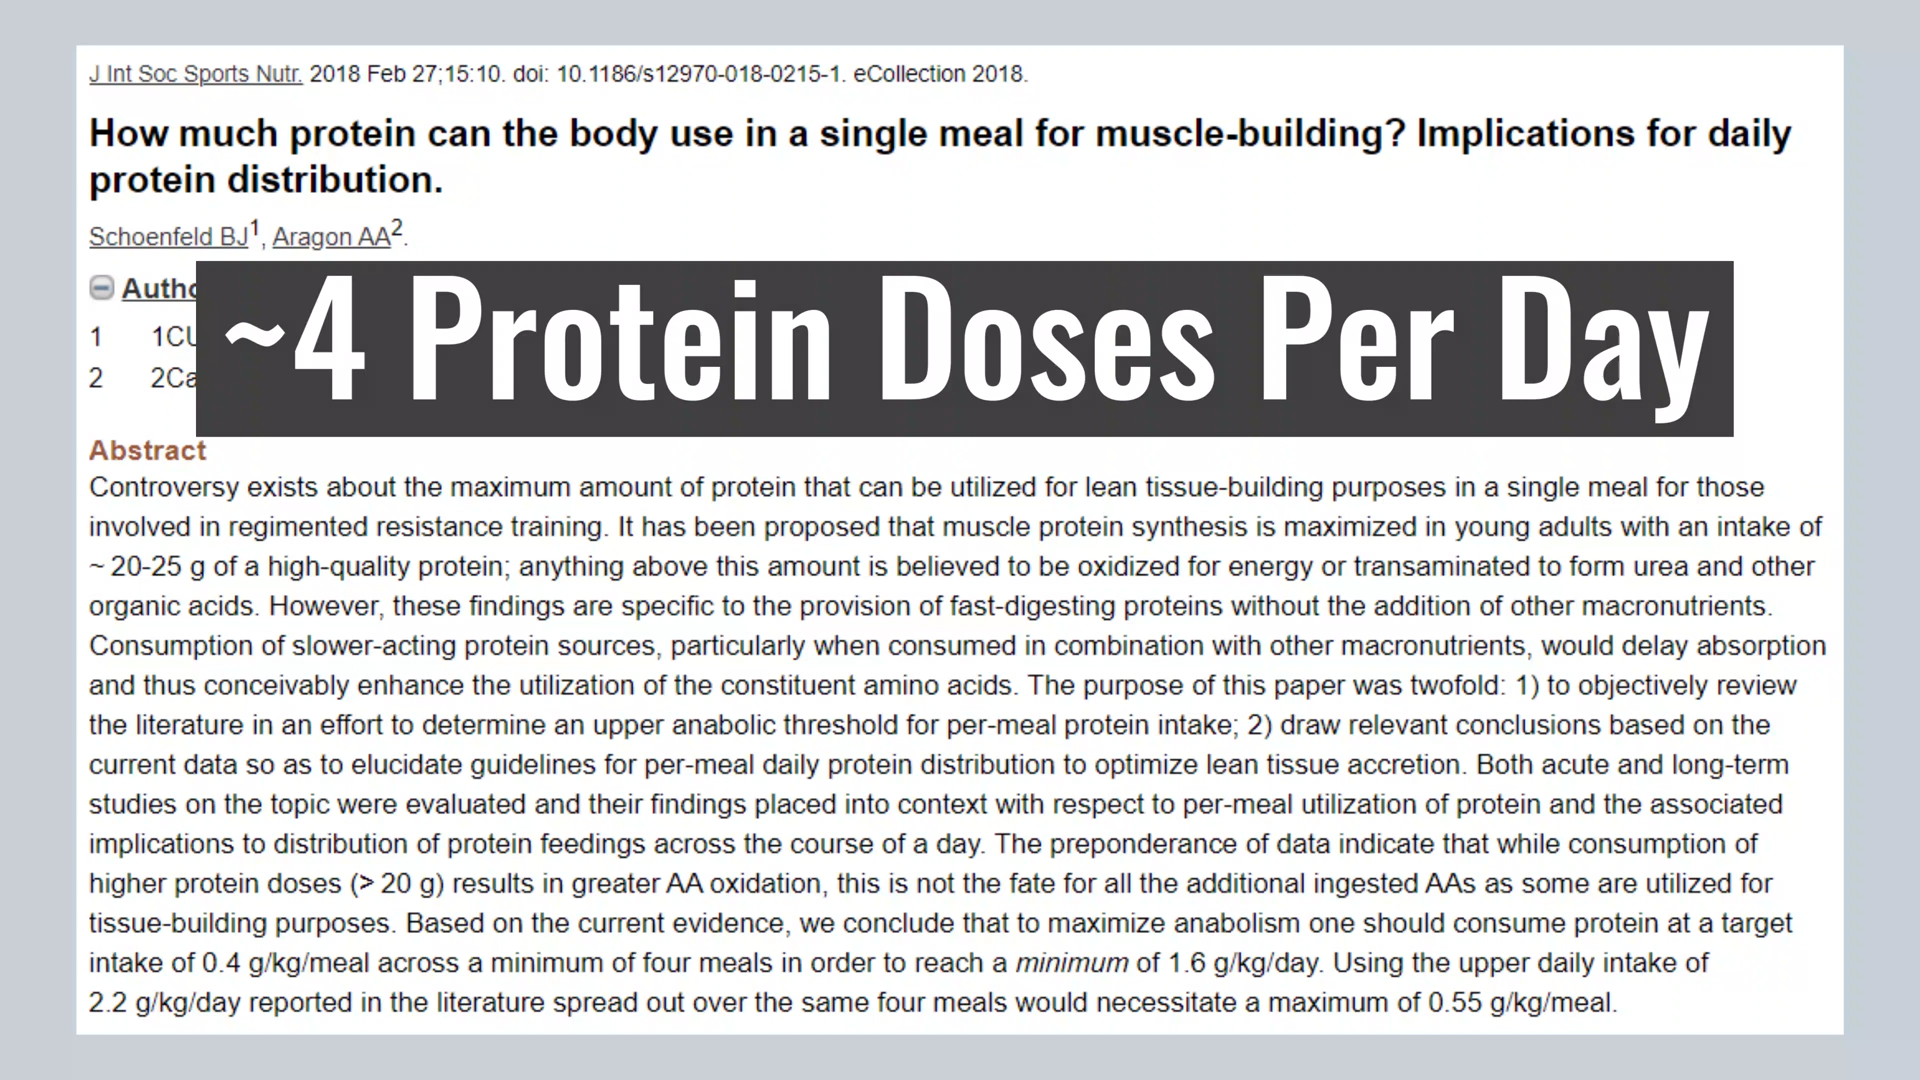 J Int Soc Sports Nutr. 2018 Feb 27;15:10. doi: 10.1186/s12970-018-0215-1. eCollection 2018.
How much protein can the body use in a single meal for muscle-building? Implications for daily
protein distribution.
Schoenfeld BJ1, Aragon AA2.
~4 Protein Doses Per Day
1
2
Abstract
Controversy exists about the maximum amount of protein that can be utilized for lean tissue-building purposes in a single meal for those
involved in regimented resistance training. It has been proposed that muscle protein synthesis is maximized in young adults with an intake of
~ 20-25 g of a high-quality protein; anything above this amount is believed to be oxidized for energy or transaminated to form urea and other
organic acids. However, these findings are specific to the provision of fast-digesting proteins without the addition of other macronutrients.
Consumption of slower-acting protein sources, particularly when consumed in combination with other macronutrients, would delay absorption
and thus conceivably enhance the utilization of the constituent amino acids. The purpose of this paper was twofold: 1) to objectively review
the literature in an effort to determine an upper anabolic threshold for per-meal protein intake; 2) draw relevant conclusions based on the
current data so as to elucidate guidelines for per-meal daily protein distribution to optimize lean tissue accretion. Both acute and long-term
studies on the topic were evaluated and their findings placed into context with respect to per-meal utilization of protein and the associated
implications to distribution of protein feedings across the course of a day. The preponderance of data indicate that while consumption of
higher protein doses (> 20 g) results in greater AA oxidation, this is not the fate for all the additional ingested AAs as some are utilized for
tissue-building purposes. Based on the current evidence, we conclude that to maximize anabolism one should consume protein at a target
intake of 0.4 g/kg/meal across a minimum of four meals in order to reach a minimum of 1.6 g/kg/day. Using the upper daily intake of
2.2 g/kg/day reported in the literature spread out over the same four meals would necessitate a maximum of 0.55 g/kg/meal.